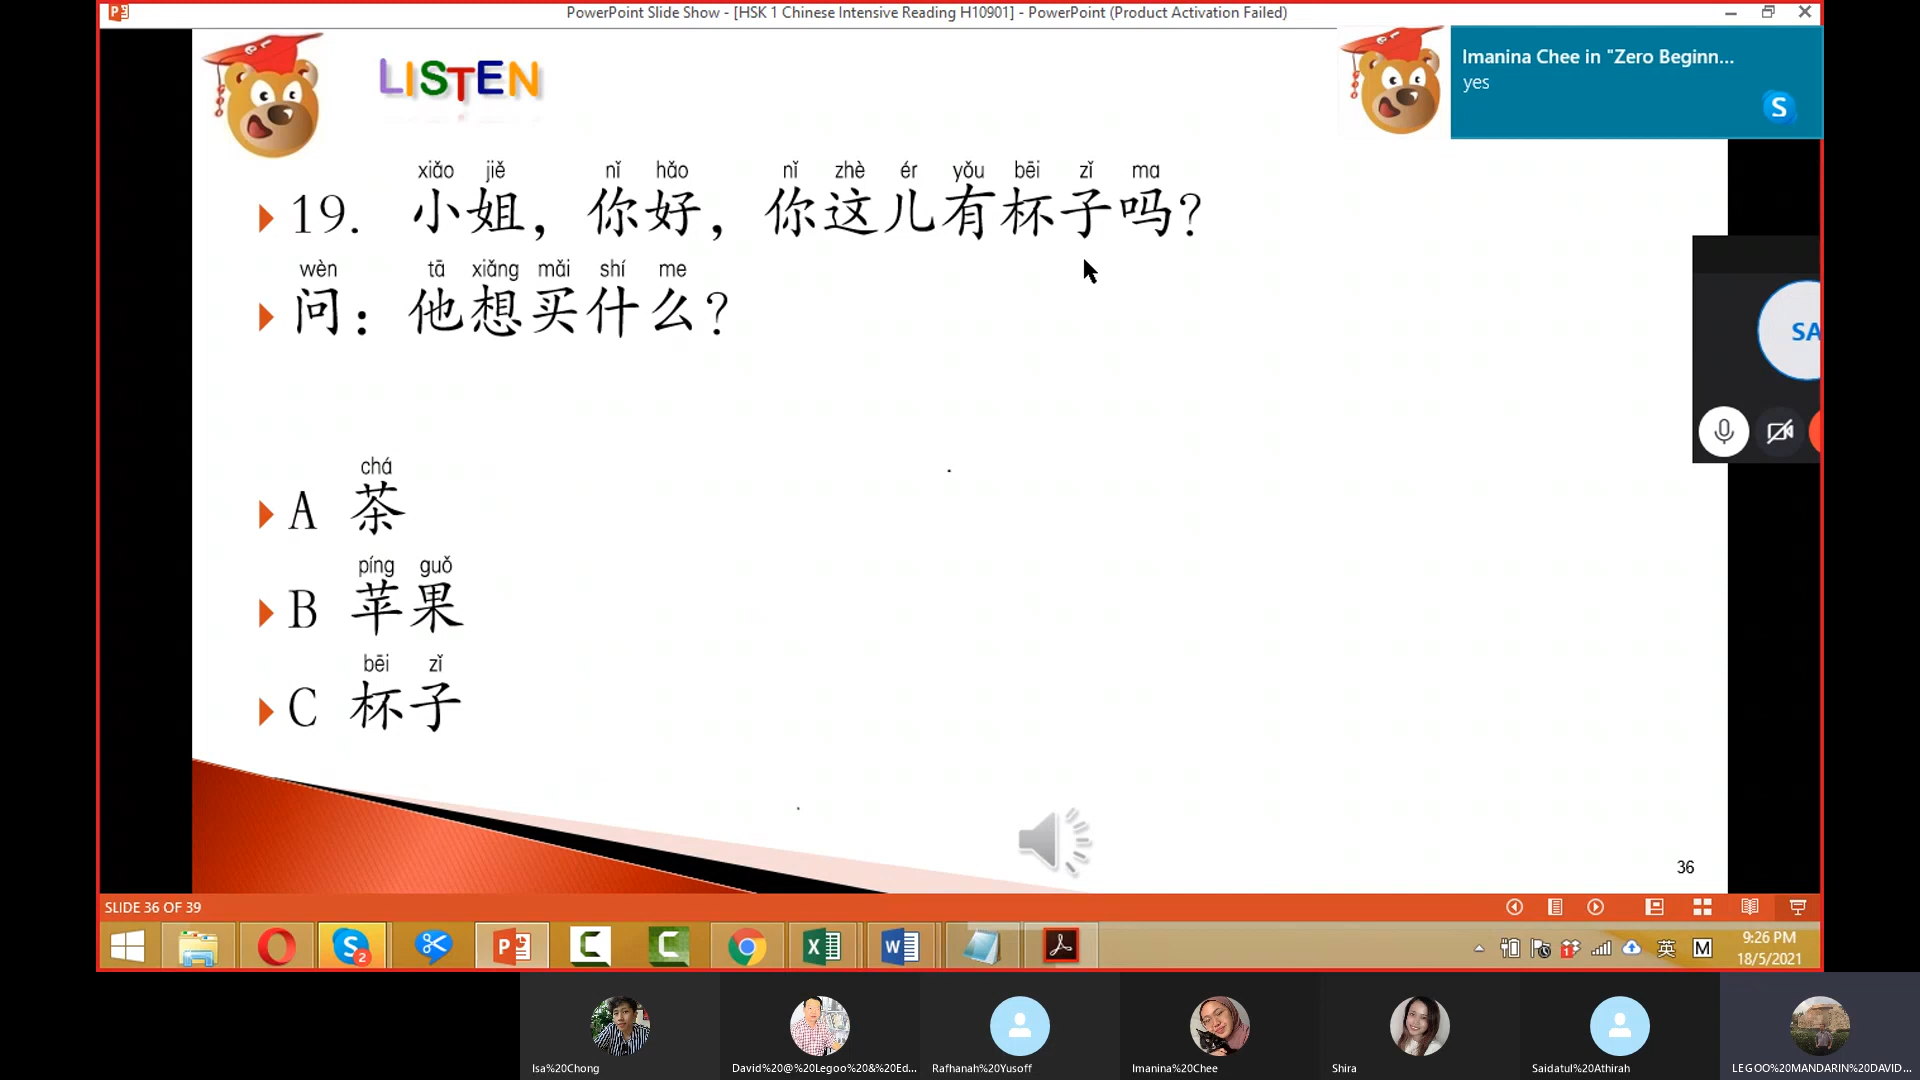 PowerPoint Slide Show - [HSK 1 Chinese Intensive Reading H10901] - PowerPoint (Product Activation Failed)
LISTEN
Imanina Chee in "Zero Beginn...
yes
xiǎo jiě nǐ hǎo nǐ zhè ér yǒu bēi zǐ ma
19. 小姐，你好，你这儿有杯子吗?
wèn tā xiǎng mǎi shí me
问：他想买什么?
SA
chá
A 茶
píng guǒ
B 苹果
bēi zǐ
C 杯子
36
SLIDE 36 OF 39
2
英
M
9:26 PM
18/5/2021
Isa%20Chong
David%20@%20Legoo%20&%20Ed...
Rafhanah%20Yusoff
Imanina%20Chee
Shira
Saidatul%20Athirah
LEGOO%20MANDARIN%20DAVID...